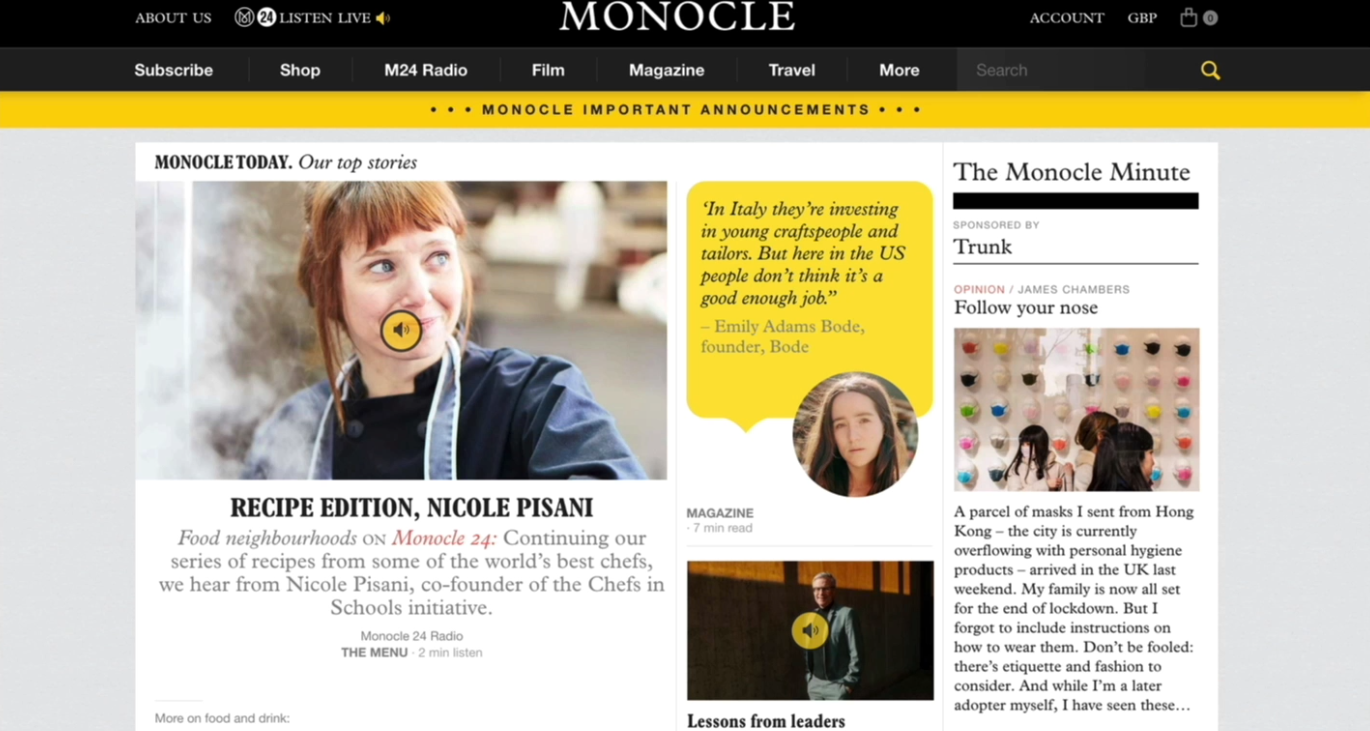 ABOUT US
24 LISTEN LIVE
MONOCLE
ACCOUNT
GBP
0
Subscribe
Shop
M24 Radio
Film
Magazine
Travel
More
Search
• • • MONOCLE IMPORTANT ANNOUNCEMENTS • • •
MONOCLE TODAY. Our top stories
RECIPE EDITION, NICOLE PISANI
Food neighbourhoods ON Monocle 24: Continuing our
series of recipes from some of the world's best chefs,
we hear from Nicole Pisani, co-founder of the Chefs in
Schools initiative.
Monocle 24 Radio
THE MENU · 2 min listen
More on food and drink:
‘In Italy they’re investing
in young craftspeople and
tailors. But here in the US
people don’t think it’s a
good enough job.”
– Emily Adams Bode,
founder, Bode
MAGAZINE
· 7 min read
Lessons from leaders
The Monocle Minute
SPONSORED BY
Trunk
OPINION / JAMES CHAMBERS
Follow your nose
A parcel of masks I sent from Hong
Kong – the city is currently
overflowing with personal hygiene
products – arrived in the UK last
weekend. My family is now all set
for the end of lockdown. But I
forgot to include instructions on
how to wear them. Don’t be fooled:
there’s etiquette and fashion to
consider. And while I’m a later
adopter myself, I have seen these…